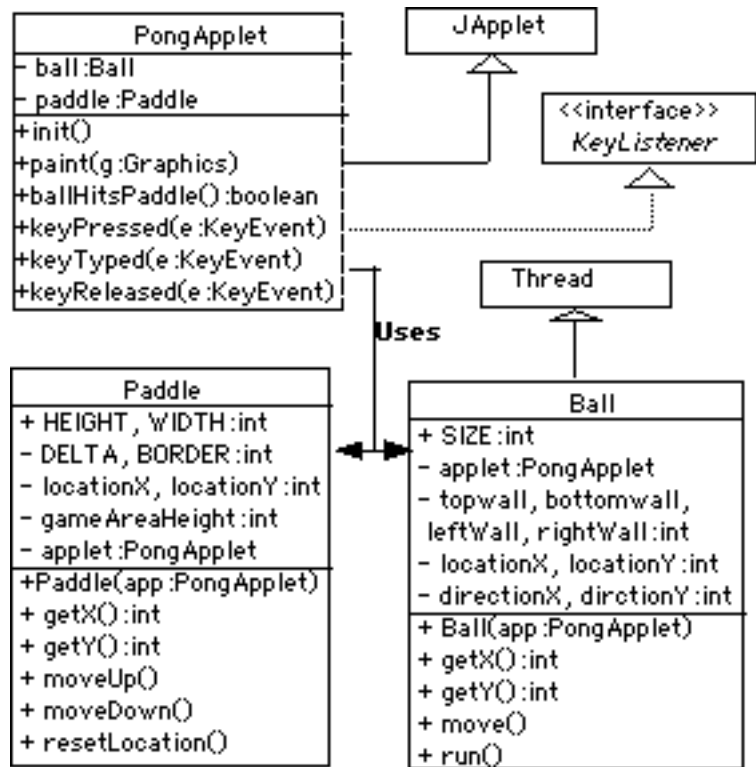 PongApplet
- ball:Ball
- paddle:Paddle
+init()
+paint(g:Graphics)
+ballHitsPaddle():boolean
+keyPressed(e:KeyEvent)
+keyTyped(e:KeyEvent)
+keyReleased(e:KeyEvent)
JApplet
<<interface>>
KeyListener
Thread
Uses
Paddle
+ HEIGHT, WIDTH:int
- DELTA, BORDER:int
- locationX, locationY:int
- gameAreaHeight:int
- applet:PongApplet
+Paddle(app:PongApplet)
+ getX():int
+ getY():int
+ moveUp()
+ moveDown()
+ resetLocation()
Ball
+ SIZE:int
- applet:PongApplet
- topwall, bottomwall,
leftWall, rightWall:int
- locationX, locationY:int
- directionX, dirctionY:int
+ Ball(app:PongApplet)
+ getX():int
+ getY():int
+ move()
+ run()